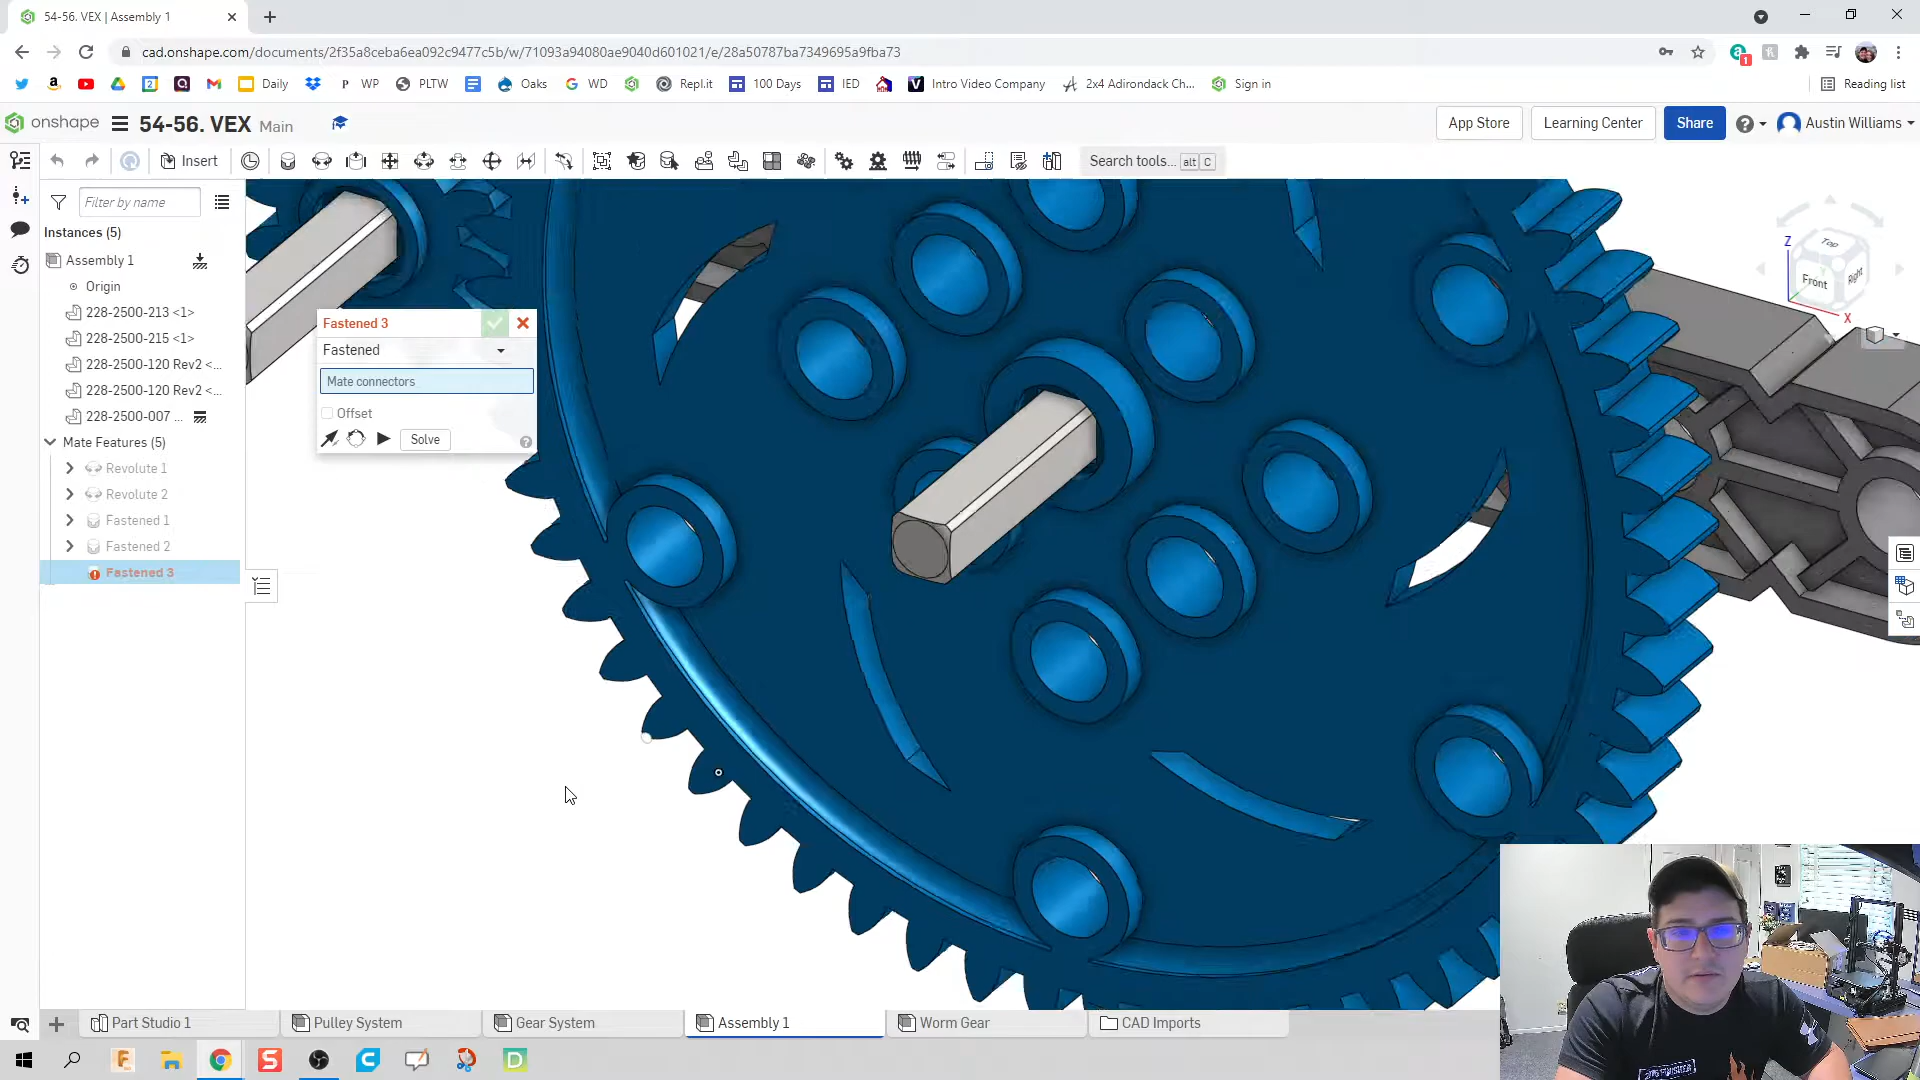 54-56. VEX | Assembly 1
cad.onshape.com/documents/2f35a8ceba6ea092c9477c5b/w/71093a94080ae9040d601021/e/28a50787ba7349695a9fba73
Daily
P WP
PLTW
Oaks
G WD
Repl.it
100 Days
IED
Intro Video Company
2x4 Adirondack Ch...
Sign in
Reading list
onshape
54-56. VEX Main
App Store
Learning Center
Share
Austin Williams
Insert
Search tools... alt C
Filter by name
Instances (5)
Assembly 1
Origin
228-2500-213 <1>
228-2500-215 <1>
228-2500-120 Rev2 <...
228-2500-120 Rev2 <...
228-2500-007 ...
Mate Features (5)
Revolute 1
Revolute 2
Fastened 1
Fastened 2
Fastened 3
Fastened 3
Fastened
Mate connectors
Offset
Solve
Z
Top
Front
Right
X
Part Studio 1
Pulley System
Gear System
Assembly 1
Worm Gear
CAD Imports